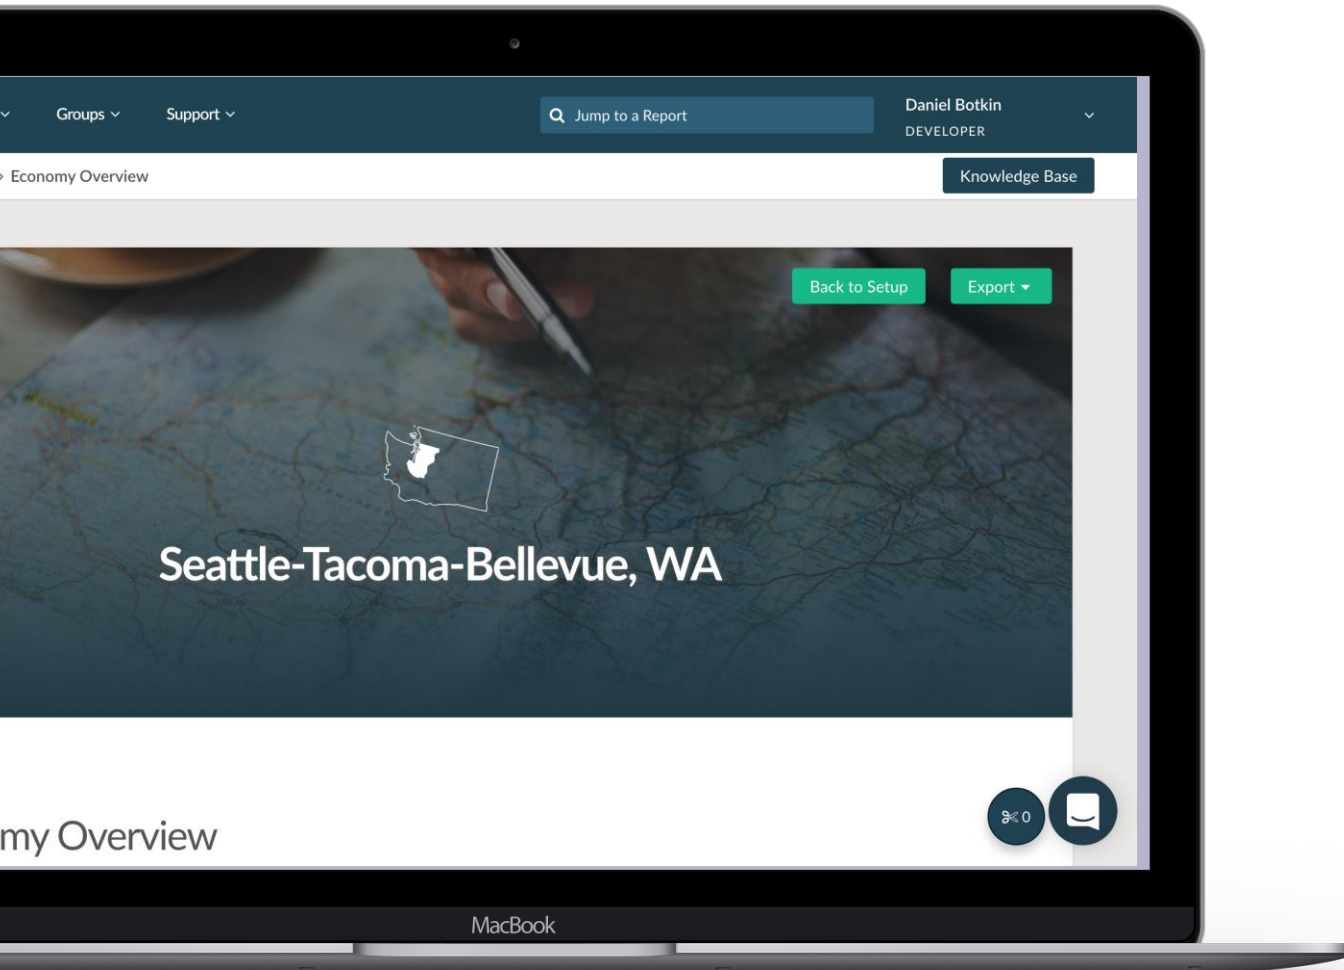 Groups
Support
Jump to a Report
Daniel Botkin
DEVELOPER
Economy Overview
Knowledge Base
Back to Setup
Export
Seattle-Tacoma-Bellevue, WA
my Overview
0
MacBook